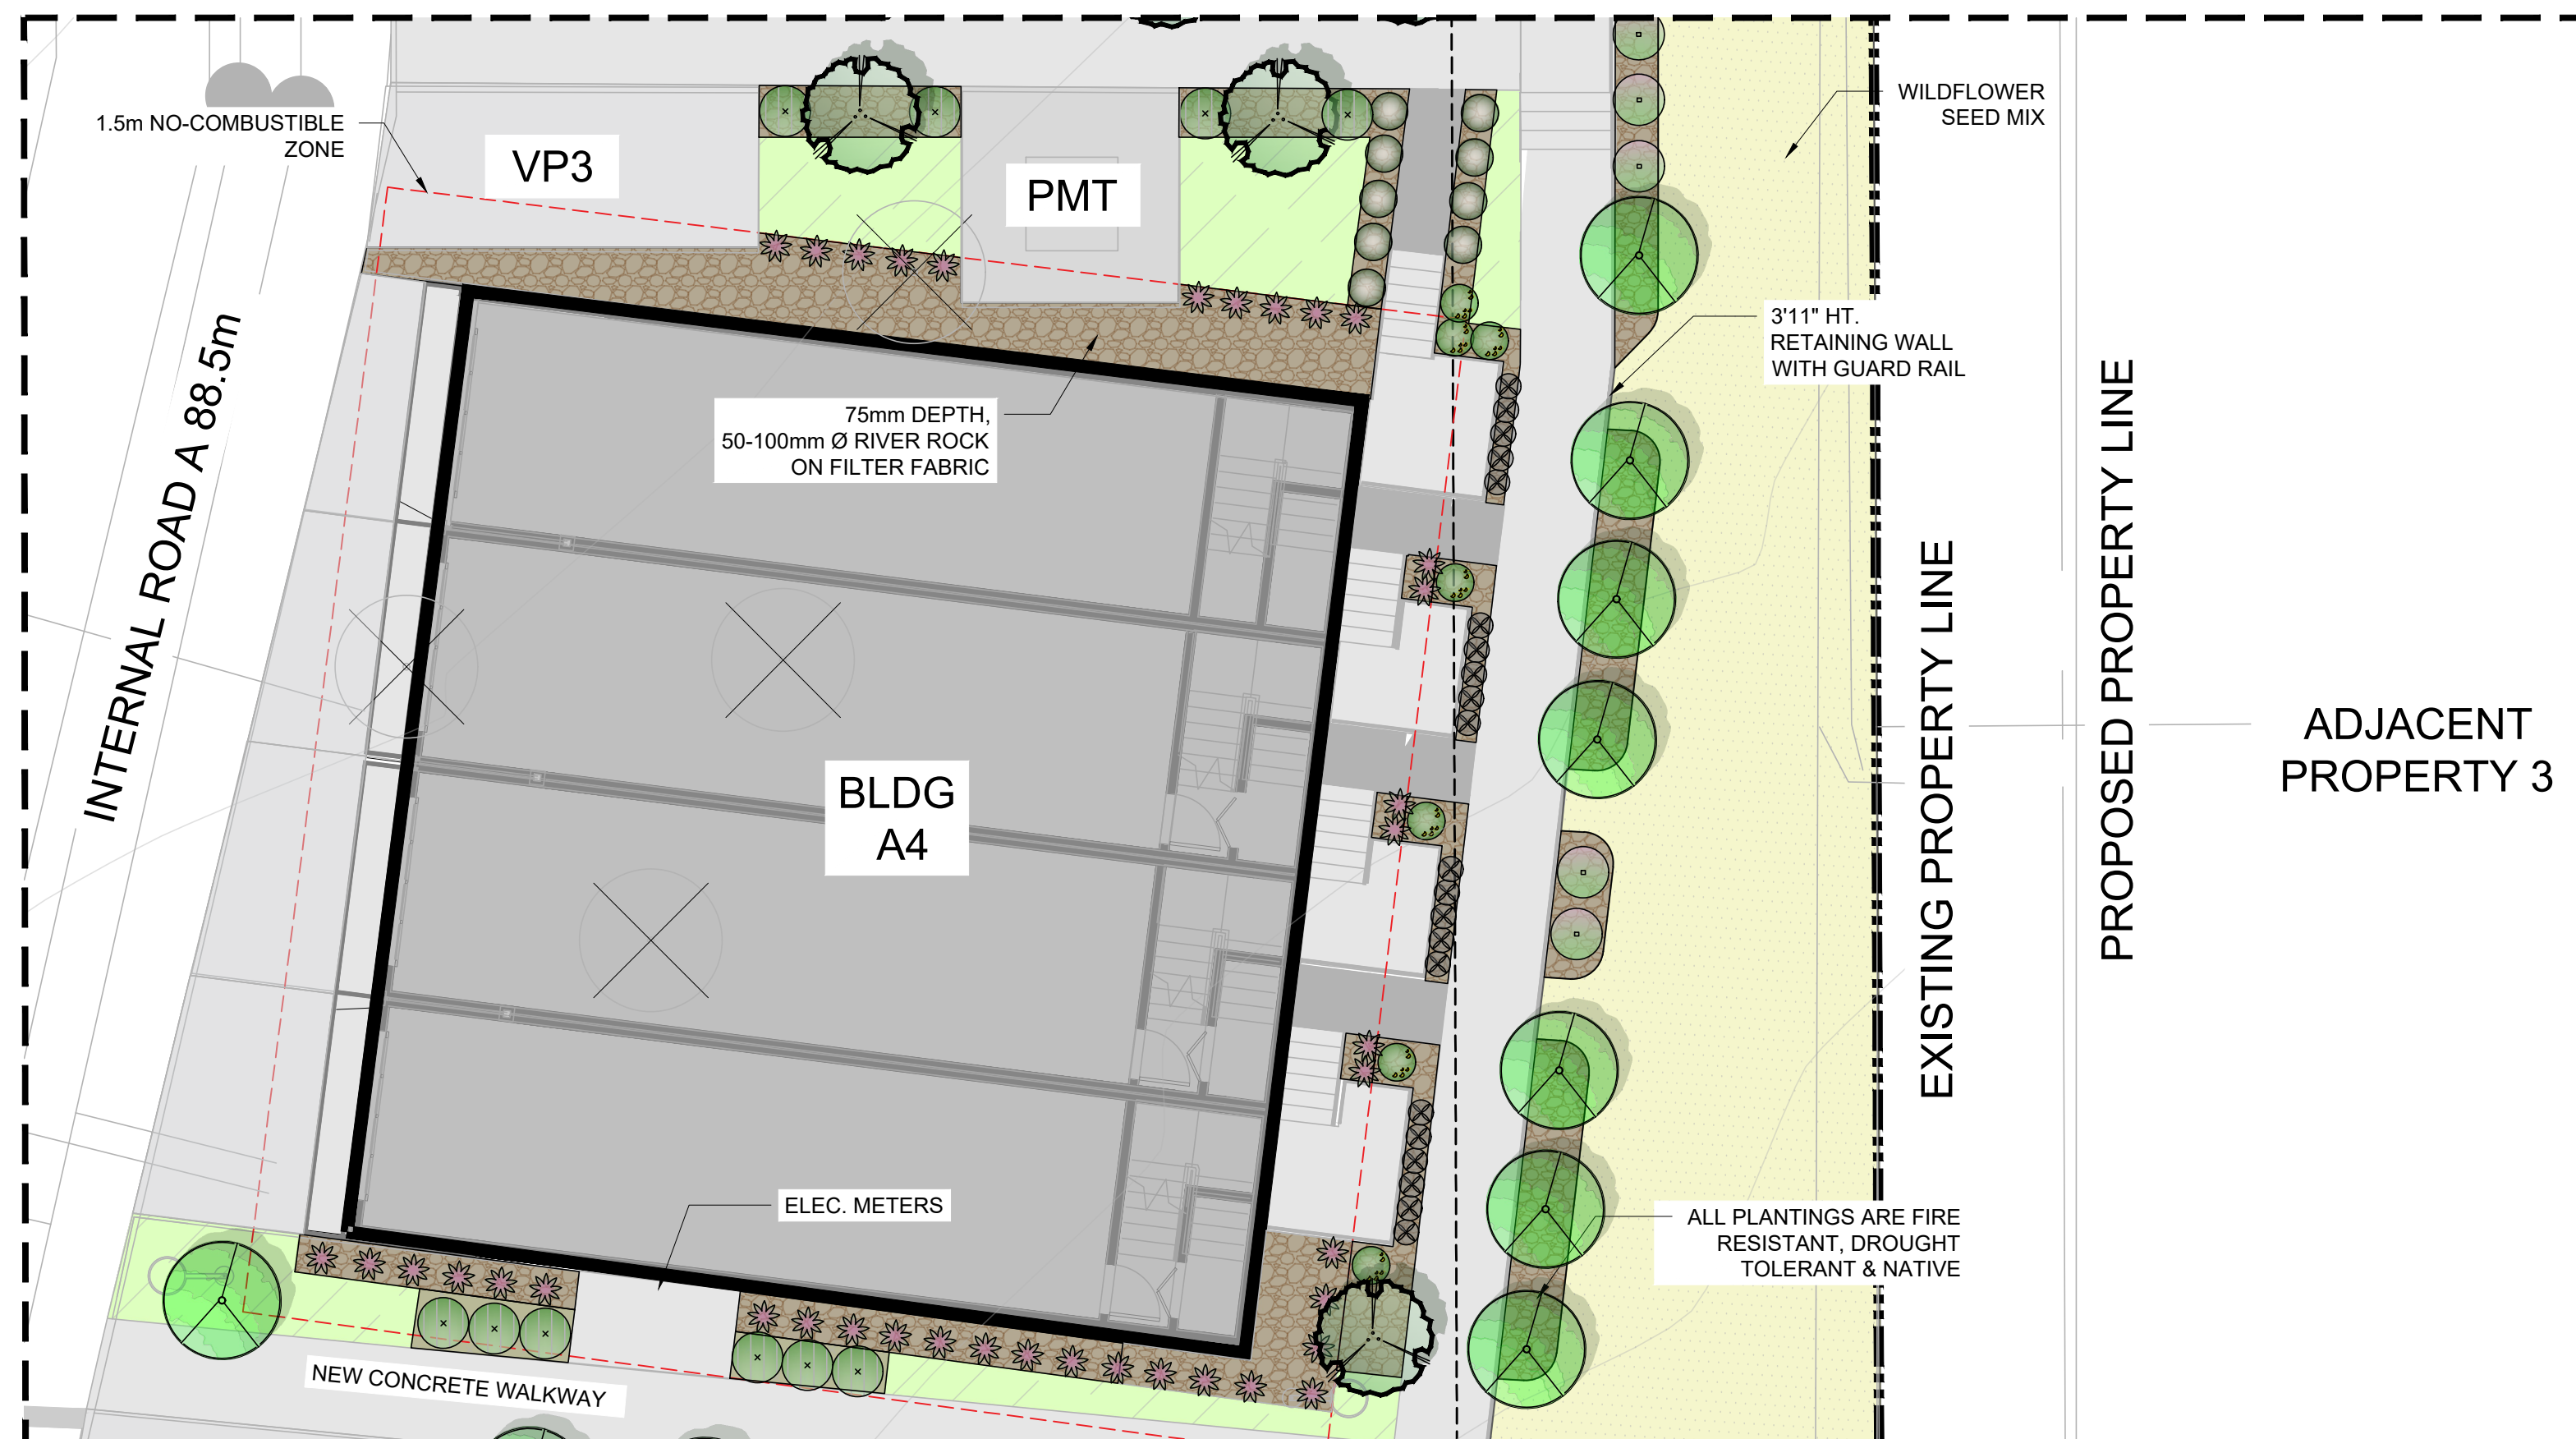 1.5m NO-COMBUSTIBLE
ZONE
VP3
PMT
WILDFLOWER
SEED MIX
3'11" HT.
RETAINING WALL
WITH GUARD RAIL
INTERNAL ROAD A 88.5m
75mm DEPTH,
50-100mm Ø RIVER ROCK
ON FILTER FABRIC
BLDG
A4
EXISTING PROPERTY LINE
PROPOSED PROPERTY LINE
ADJACENT
PROPERTY 3
ELEC. METERS
ALL PLANTINGS ARE FIRE
RESISTANT, DROUGHT
TOLERANT & NATIVE
NEW CONCRETE WALKWAY